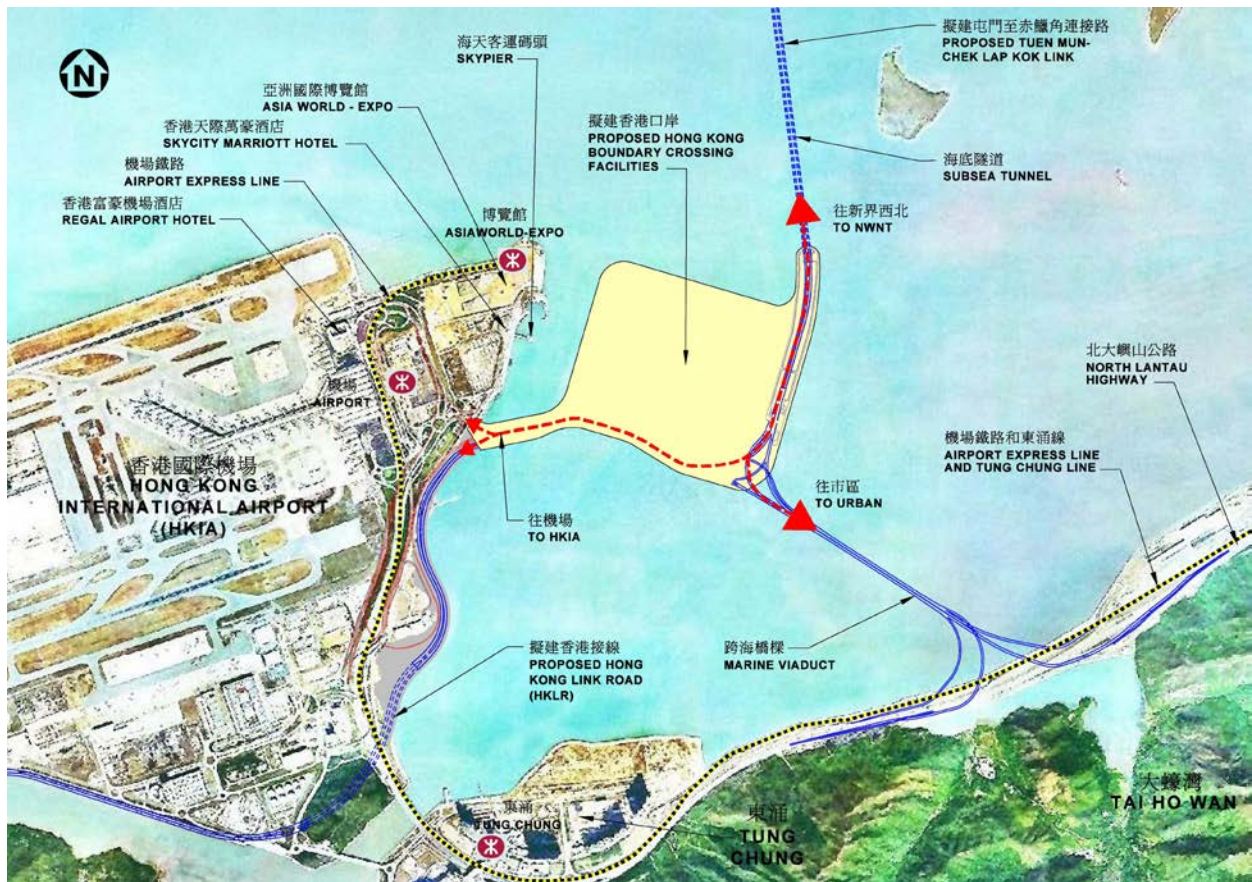 N
海天客運碼頭
SKYPIER
亞洲國際博覽館
ASIA WORLD - EXPO
香港天際萬豪酒店
SKYCITY MARRIOTT HOTEL
機場鐵路
AIRPORT EXPRESS LINE
香港富豪機場酒店
REGAL AIRPORT HOTEL
博覽館
ASIAWORLD-EXPO
擬建香港口岸
PROPOSED HONG KONG
BOUNDARY CROSSING
FACILITIES
擬建屯門至赤鱲角連接路
PROPOSED TUEN MUN-
CHEK LAP KOK LINK
海底隧道
SUBSEA TUNNEL
往新界西北
TO NWNT
北大嶼山公路
NORTH LANTAU
HIGHWAY
機場鐵路和東涌線
AIRPORT EXPRESS LINE
AND TUNG CHUNG LINE
機場
AIRPORT
香港國際機場
HONG KONG
INTERNATIONAL AIRPORT
(HKIA)
往機場
TO HKIA
往市區
TO URBAN
擬建香港接線
PROPOSED HONG
KONG LINK ROAD
(HKLR)
跨海橋樑
MARINE VIADUCT
東涌
TUNG CHUNG
東涌
TUNG
CHUNG
大蠔灣
TAI HO WAN